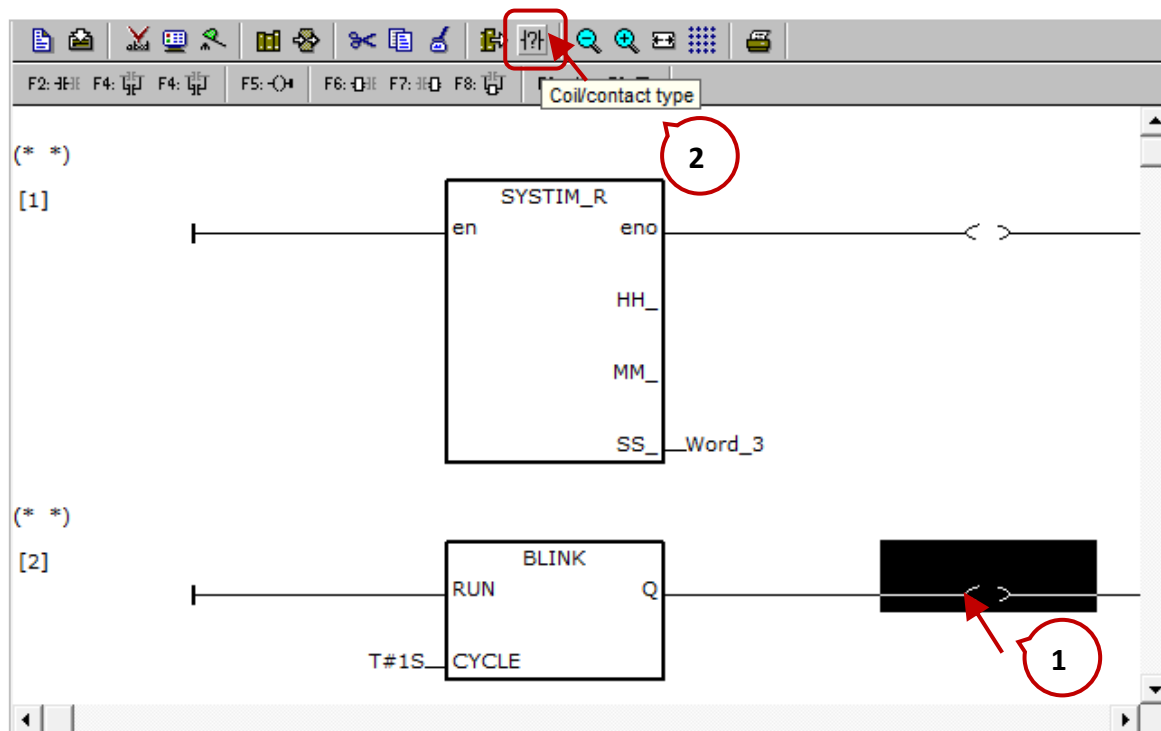 F2: F4: F4: F5: F6: F7: F8:
Coil/contact type
2
(* *)
[1]
SYSTIM_R
en eno
HH_
MM_
SS_ Word_3
(* *)
[2]
BLINK
RUN Q
T#1S CYCLE
1